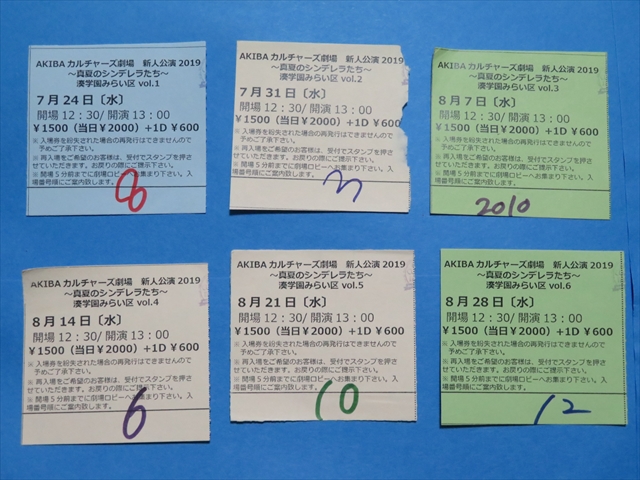 AKIBA カルチャーズ劇場 新人公演 2019
～真夏のシンデレラたち～
湊学園みらい区 vol.1
7 月 24 日〔水〕
開場 12：30/ 開演 13：00
￥1500（当日￥2000）+1D ￥600
※ 入場券を紛失された場合の再発行はできませんので
予めご了承下さい。
※ 再入場をご希望のお客様は、受付でスタンプを押さ
せていただきます。お戻りの際にご提示下さい。
※ 開場 5 分前までに劇場ロビーへお集まり下さい。入
場番号順にご案内致します。
8
AKIBA カルチャーズ劇場 新人公演 2019
～真夏のシンデレラたち～
湊学園みらい区 vol.2
7 月 31 日〔水〕
開場 12：30/ 開演 13：00
￥1500（当日￥2000）+1D ￥600
※ 入場券を紛失された場合の再発行はできませんので
予めご了承下さい。
※ 再入場をご希望のお客様は、受付でスタンプを押さ
せていただきます。お戻りの際にご提示下さい。
※ 開場 5 分前までに劇場ロビーへお集まり下さい。入
場番号順にご案内致します。
3
AKIBA カルチャーズ劇場 新人公演 2019
～真夏のシンデレラたち～
湊学園みらい区 vol.3
8 月 7 日〔水〕
開場 12：30/ 開演 13：00
￥1500（当日￥2000）+1D ￥600
※ 入場券を紛失された場合の再発行はできませんので
予めご了承下さい。
※ 再入場をご希望のお客様は、受付でスタンプを押さ
せていただきます。お戻りの際にご提示下さい。
※ 開場 5 分前までに劇場ロビーへお集まり下さい。入
場番号順にご案内致します。
2010
AKIBA カルチャーズ劇場 新人公演 2019
～真夏のシンデレラたち～
湊学園みらい区 vol.4
8 月 14 日〔水〕
開場 12：30/ 開演 13：00
￥1500（当日￥2000）+1D ￥600
※ 入場券を紛失された場合の再発行はできませんので
予めご了承下さい。
※ 再入場をご希望のお客様は、受付でスタンプを押さ
せていただきます。お戻りの際にご提示下さい。
※ 開場 5 分前までに劇場ロビーへお集まり下さい。入
場番号順にご案内致します。
6
AKIBA カルチャーズ劇場 新人公演 2019
～真夏のシンデレラたち～
湊学園みらい区 vol.5
8 月 21 日〔水〕
開場 12：30/ 開演 13：00
￥1500（当日￥2000）+1D ￥600
※ 入場券を紛失された場合の再発行はできませんので
予めご了承下さい。
※ 再入場をご希望のお客様は、受付でスタンプを押さ
せていただきます。お戻りの際にご提示下さい。
※ 開場 5 分前までに劇場ロビーへお集まり下さい。入
場番号順にご案内致します。
10
AKIBA カルチャーズ劇場 新人公演 2019
～真夏のシンデレラたち～
湊学園みらい区 vol.6
8 月 28 日〔水〕
開場 12：30/ 開演 13：00
￥1500（当日￥2000）+1D ￥600
※ 入場券を紛失された場合の再発行はできませんので
予めご了承下さい。
※ 再入場をご希望のお客様は、受付でスタンプを押さ
せていただきます。お戻りの際にご提示下さい。
※ 開場 5 分前までに劇場ロビーへお集まり下さい。入
場番号順にご案内致します。
12